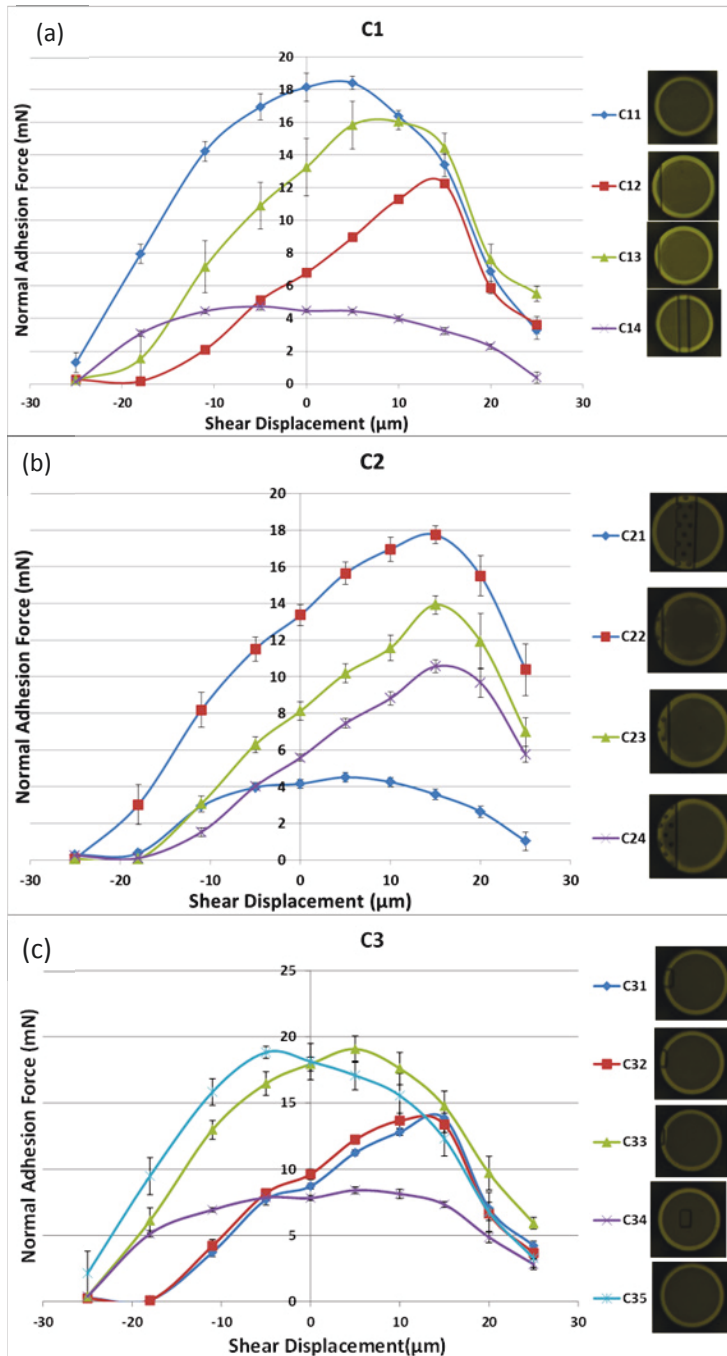 (a)
C1
Normal Adhesion Force (mN)
20
18
16
14
12
10
8
6
4
2
0
-30 -20 -10 0 10 20 30
Shear Displacement (µm)
C11
C12
C13
C14
(b)
C2
Normal Adhesion Force (mN)
20
18
16
14
12
10
8
6
4
2
0
-30 -20 -10 0 10 20 30
Shear Displacement (µm)
C21
C22
C23
C24
(c)
C3
Normal Adhesion Force (mN)
25
20
15
10
5
0
-30 -20 -10 0 10 20 30
Shear Displacement(µm)
C31
C32
C33
C34
C35